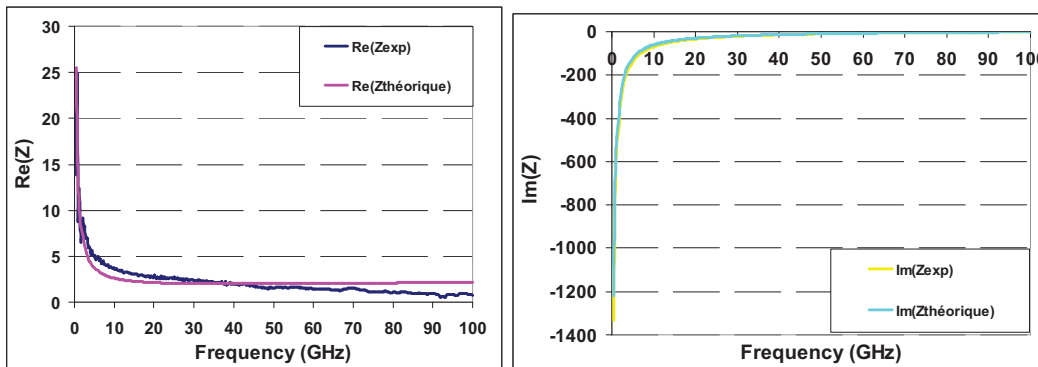 30
25
20
15
10
5
0
Re(Z)
Re(Zexp)
Re(Zthéorique)
0 10 20 30 40 50 60 70 80 90 100
Frequency (GHz)
0
-200
-400
-600
-800
-1000
-1200
-1400
Im(Z)
0 10 20 30 40 50 60 70 80 90 100
Im(Zexp)
Im(Zthéorique)
Frequency (GHz)